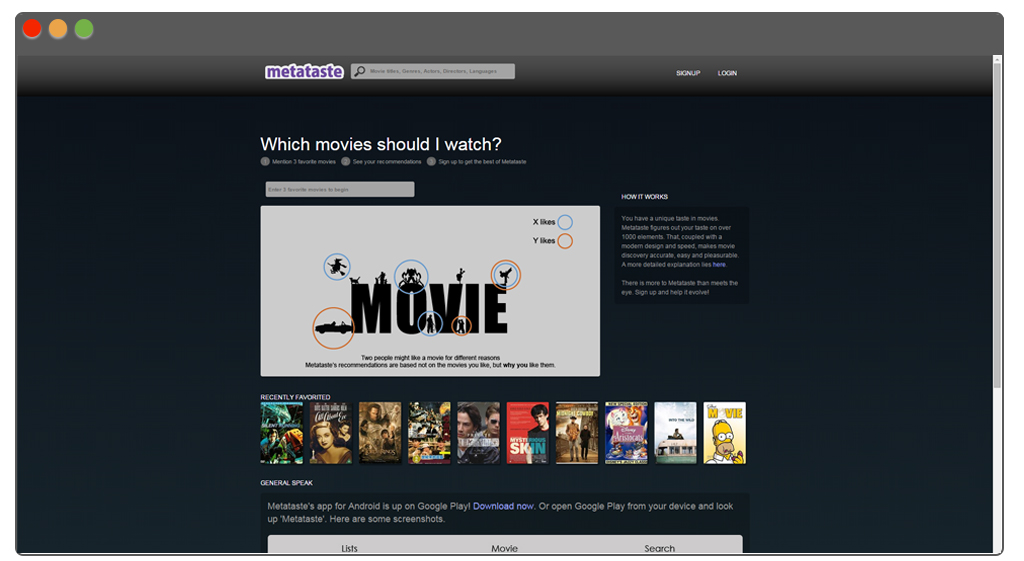 metataste
Movie titles, Genres, Actors, Directors, Languages
SIGNUP LOGIN
Which movies should I watch?
1 Mention 3 favorite movies 2 See your recommendations 3 Sign up to get the best of Metataste
Enter 3 favorite movies to begin
X likes
Y likes
MOVIE
Two people might like a movie for different reasons
Metataste's recommendations are based not on the movies you like, but why you like them.
HOW IT WORKS
You have a unique taste in movies.
Metataste figures out your taste on over
1000 elements. That, coupled with a
modern design and speed, makes movie
discovery accurate, easy and pleasurable.
A more detailed explanation lies here.
There is more to Metataste than meets the
eye. Sign up and help it evolve!
RECENTLY FAVORITED
SILENT RUNNING
All About Eve
MYSTERIOUS
SKIN
MIDNIGHT COWBOY
Disney
ARISTOCATS
INTO THE WILD
MOVIE
GENERAL SPEAK
Metataste's app for Android is up on Google Play! Download now. Or open Google Play from your device and look
up 'Metataste'. Here are some screenshots.
Lists Movie Search